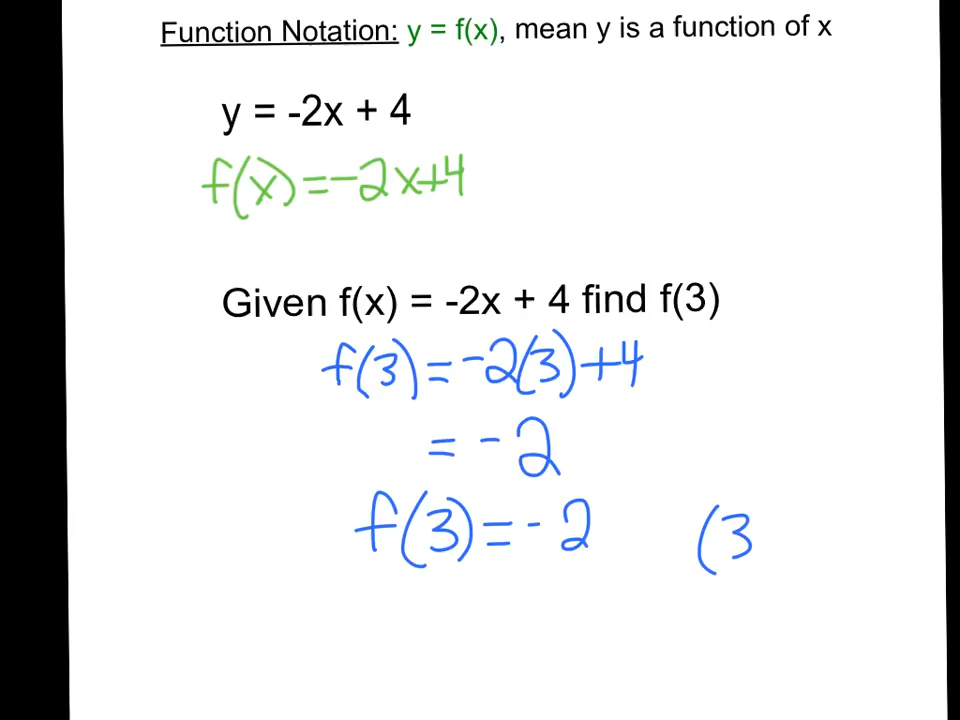 Function Notation: y = f(x), mean y is a function of x
y = -2x + 4
f(x) = -2x+4
Given f(x) = -2x + 4 find f(3)
f(3) = -2(3) +4
= -2
f(3) = -2 (3